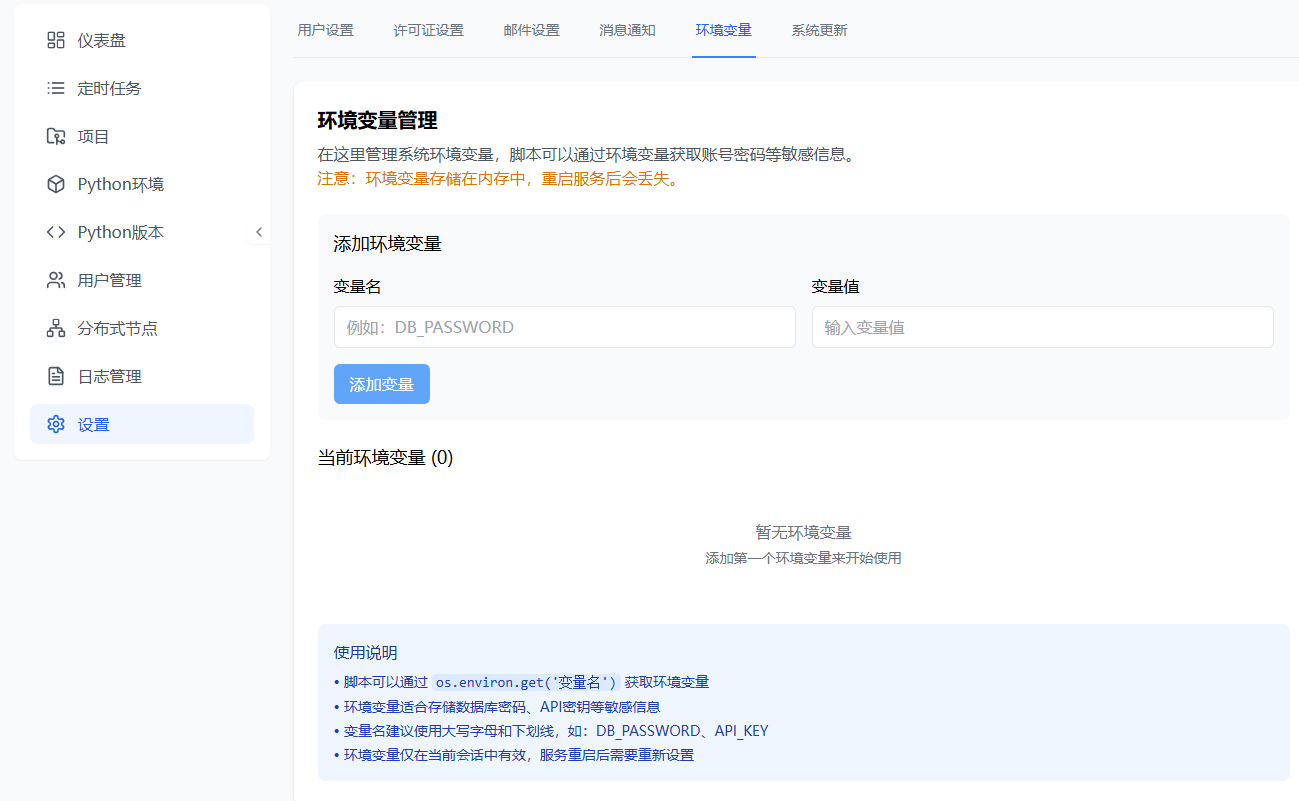 仪表盘
定时任务
项目
Python环境
Python版本
用户管理
分布式节点
日志管理
设置
用户设置 许可证设置 邮件设置 消息通知 环境变量 系统更新
环境变量管理
在这里管理系统环境变量，脚本可以通过环境变量获取账号密码等敏感信息。
注意：环境变量存储在内存中，重启服务后会丢失。
添加环境变量
变量名 变量值
例如：DB_PASSWORD 输入变量值
添加变量
当前环境变量 (0)
暂无环境变量
添加第一个环境变量来开始使用
使用说明
• 脚本可以通过 os.environ.get('变量名') 获取环境变量
• 环境变量适合存储数据库密码、API密钥等敏感信息
• 变量名建议使用大写字母和下划线，如：DB_PASSWORD、API_KEY
• 环境变量仅在当前会话中有效，服务重启后需要重新设置